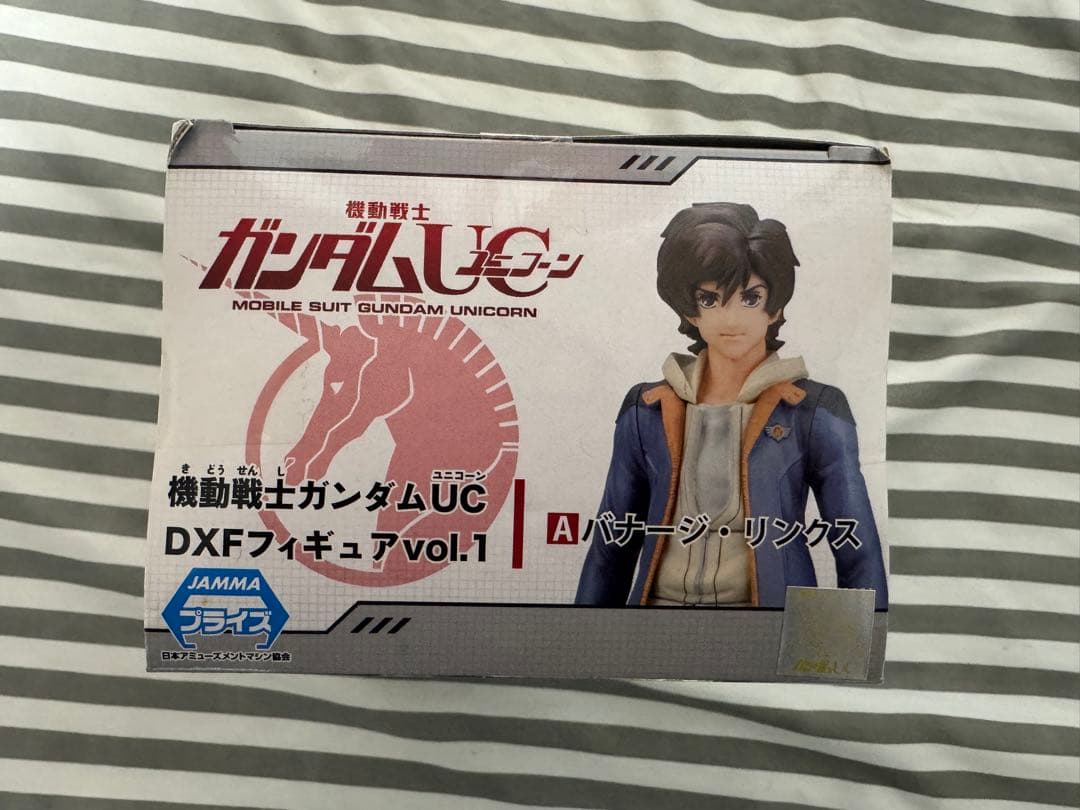 機動戦士
ガンダムUC ユニコーン
MOBILE SUIT GUNDAM UNICORN
きどうせんし ユニコーン
機動戦士ガンダムUC
DXFフィギュアvol.1
A バナージ・リンクス
JAMMA
プライズ
日本アミューズメントマシン協会